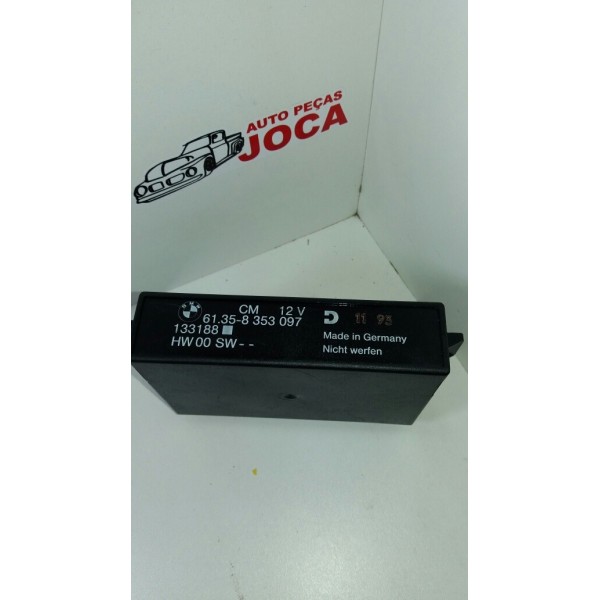 AUTO PEÇAS
JOCA
BMW
CM 12 V
61.35-8 353 097
133188
HW 00 SW - -
D 11 95
Made in Germany
Nicht werfen